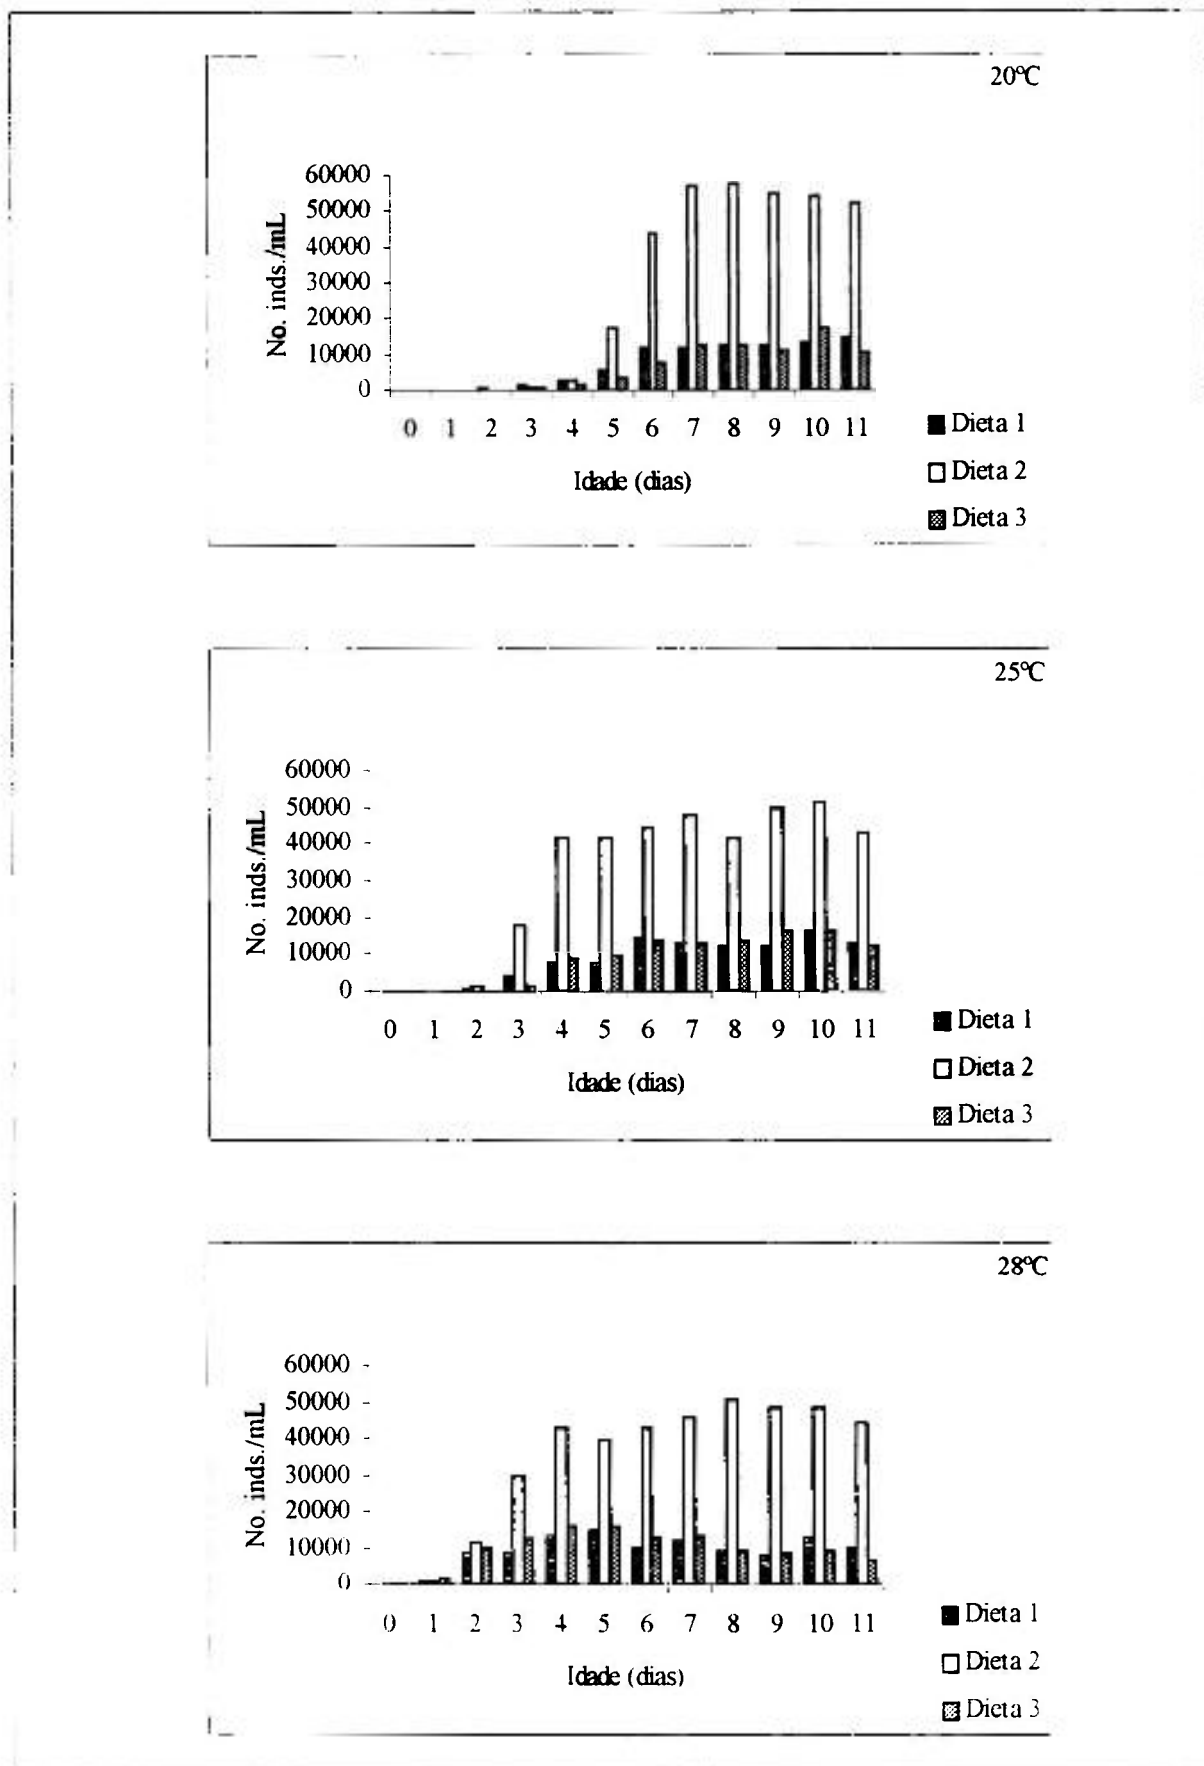 20ºC
No. inds./mL
60000
50000
40000
30000
20000
10000
0
0 1 2 3 4 5 6 7 8 9 10 11
Idade (dias)
Dieta 1
Dieta 2
Dieta 3
25ºC
No. inds./mL
60000
50000
40000
30000
20000
10000
0
0 1 2 3 4 5 6 7 8 9 10 11
Idade (dias)
Dieta 1
Dieta 2
Dieta 3
28ºC
No. inds./mL
60000
50000
40000
30000
20000
10000
0
0 1 2 3 4 5 6 7 8 9 10 11
Idade (dias)
Dieta 1
Dieta 2
Dieta 3